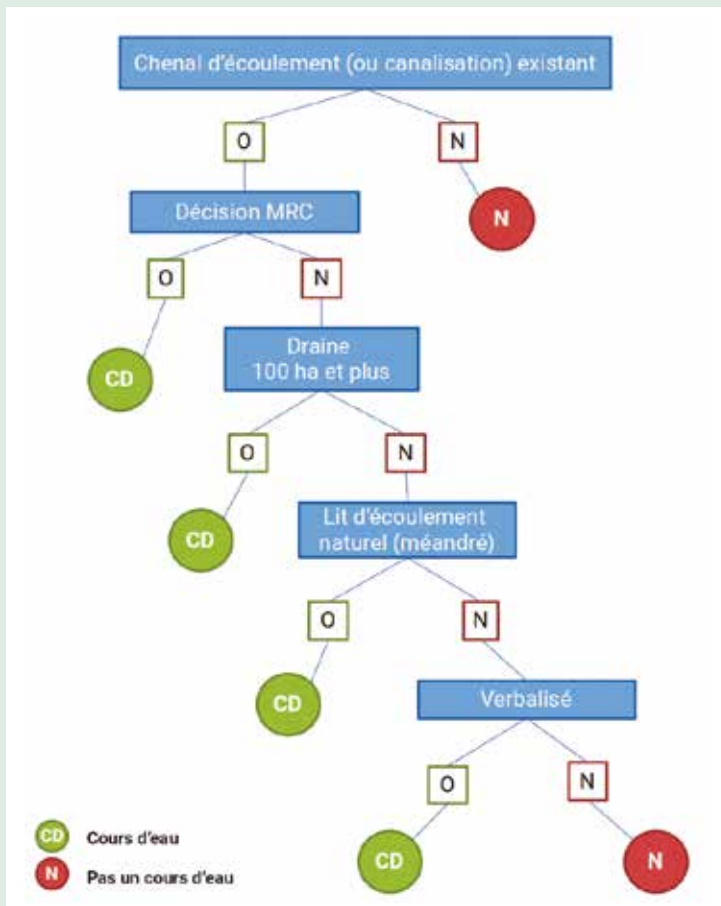 Chenal d'écoulement (ou canalisation) existant
O
N
Décision MRC
N
O
N
CD
Draine
100 ha et plus
O
N
CD
Lit d'écoulement
naturel (méandré)
O
N
CD
Verbalisé
O
N
CD
N
CD Cours d'eau
N Pas un cours d'eau